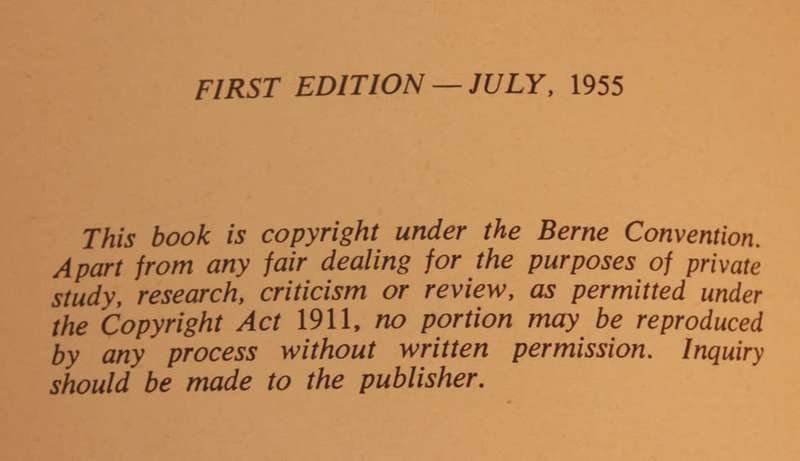 FIRST EDITION — JULY, 1955
This book is copyright under the Berne Convention.
Apart from any fair dealing for the purposes of private
study, research, criticism or review, as permitted under
the Copyright Act 1911, no portion may be reproduced
by any process without written permission. Inquiry
should be made to the publisher.